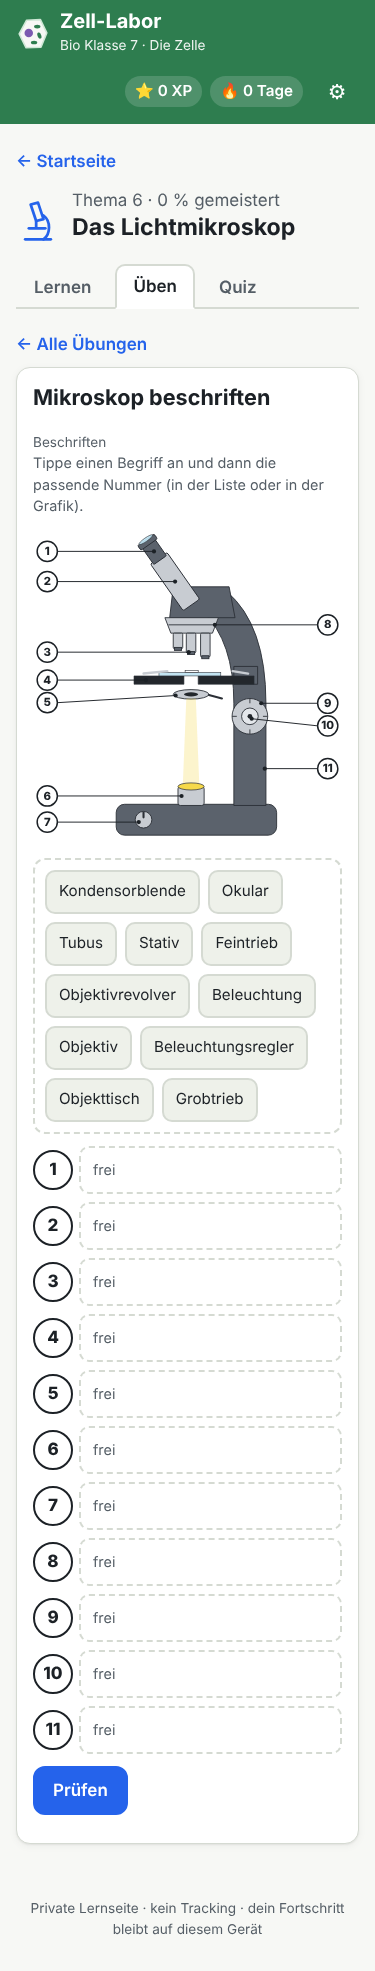 Zell-Labor
Bio Klasse 7 · Die Zelle
⭐ 0 XP
🔥 0 Tage
← Startseite
Thema 6 · 0 % gemeistert
Das Lichtmikroskop
Lernen
Üben
Quiz
← Alle Übungen
Mikroskop beschriften
Beschriften
Tippe einen Begriff an und dann die
passende Nummer (in der Liste oder in der
Grafik).
1
2
3
4
5
6
7
8
9
10
11
Kondensorblende
Okular
Tubus
Stativ
Feintrieb
Objektivrevolver
Beleuchtung
Objektiv
Beleuchtungsregler
Objekttisch
Grobtrieb
1 frei
2 frei
3 frei
4 frei
5 frei
6 frei
7 frei
8 frei
9 frei
10 frei
11 frei
Prüfen
Private Lernseite · kein Tracking · dein Fortschritt
bleibt auf diesem Gerät